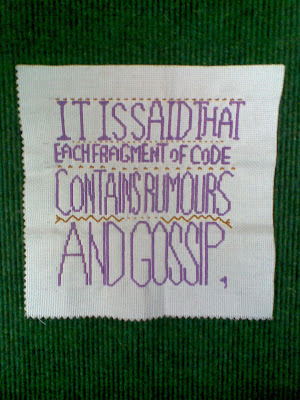 IT IS SAID THAT
EACH FRAGMENT OF CODE
CONTAINS RUMOURS
AND GOSSIP,